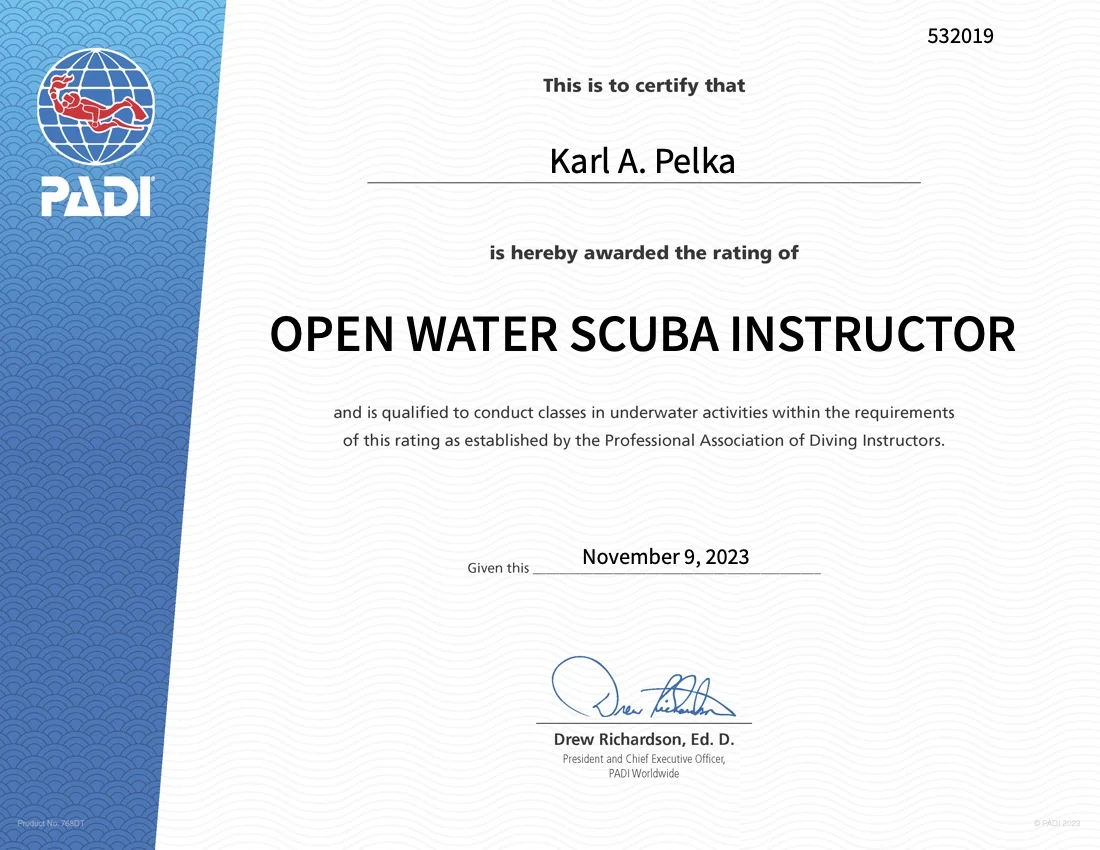 532019
This is to certify that
Karl A. Pelka
PADI
is hereby awarded the rating of
OPEN WATER SCUBA INSTRUCTOR
and is qualified to conduct classes in underwater activities within the requirements
of this rating as established by the Professional Association of Diving Instructors.
November 9, 2023
Given this
Drew Richardson
Drew Richardson, Ed. D.
President and Chief Executive Officer,
PADI Worldwide
Product No. 768DT
© PADI 2022